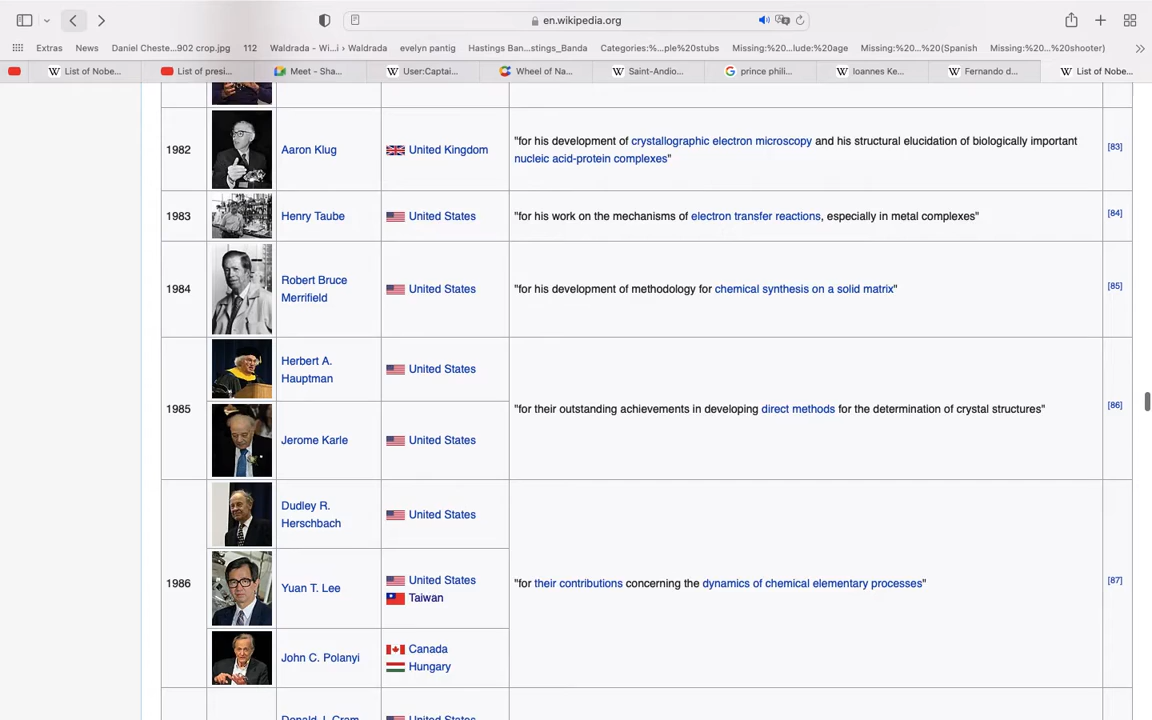 en.wikipedia.org
Extras News Daniel Cheste...902 crop.jpg 112 Waldrada - Wi...i › Waldrada evelyn pantig Hastings Ban...stings_Banda Categories:%...ple%20stubs Missing:%20...lude:%20age Missing:%20...%20(Spanish Missing:%20...%20shooter)
List of Nobe... List of presi... Meet - Sha... User:Captai... Wheel of Na... Saint-Andio... prince phili... Ioannes Ke... Fernando d... List of Nobe...
1982 Aaron Klug United Kingdom "for his development of crystallographic electron microscopy and his structural elucidation of biologically important
nucleic acid-protein complexes" [83]
1983 Henry Taube United States "for his work on the mechanisms of electron transfer reactions, especially in metal complexes" [84]
1984 Robert Bruce
Merrifield United States "for his development of methodology for chemical synthesis on a solid matrix" [85]
1985 Herbert A.
Hauptman United States
"for their outstanding achievements in developing direct methods for the determination of crystal structures" [86]
Jerome Karle United States
1986 Dudley R.
Herschbach United States
Yuan T. Lee United States
Taiwan
"for their contributions concerning the dynamics of chemical elementary processes" [87]
John C. Polanyi Canada
Hungary
Donald J. Cram United States